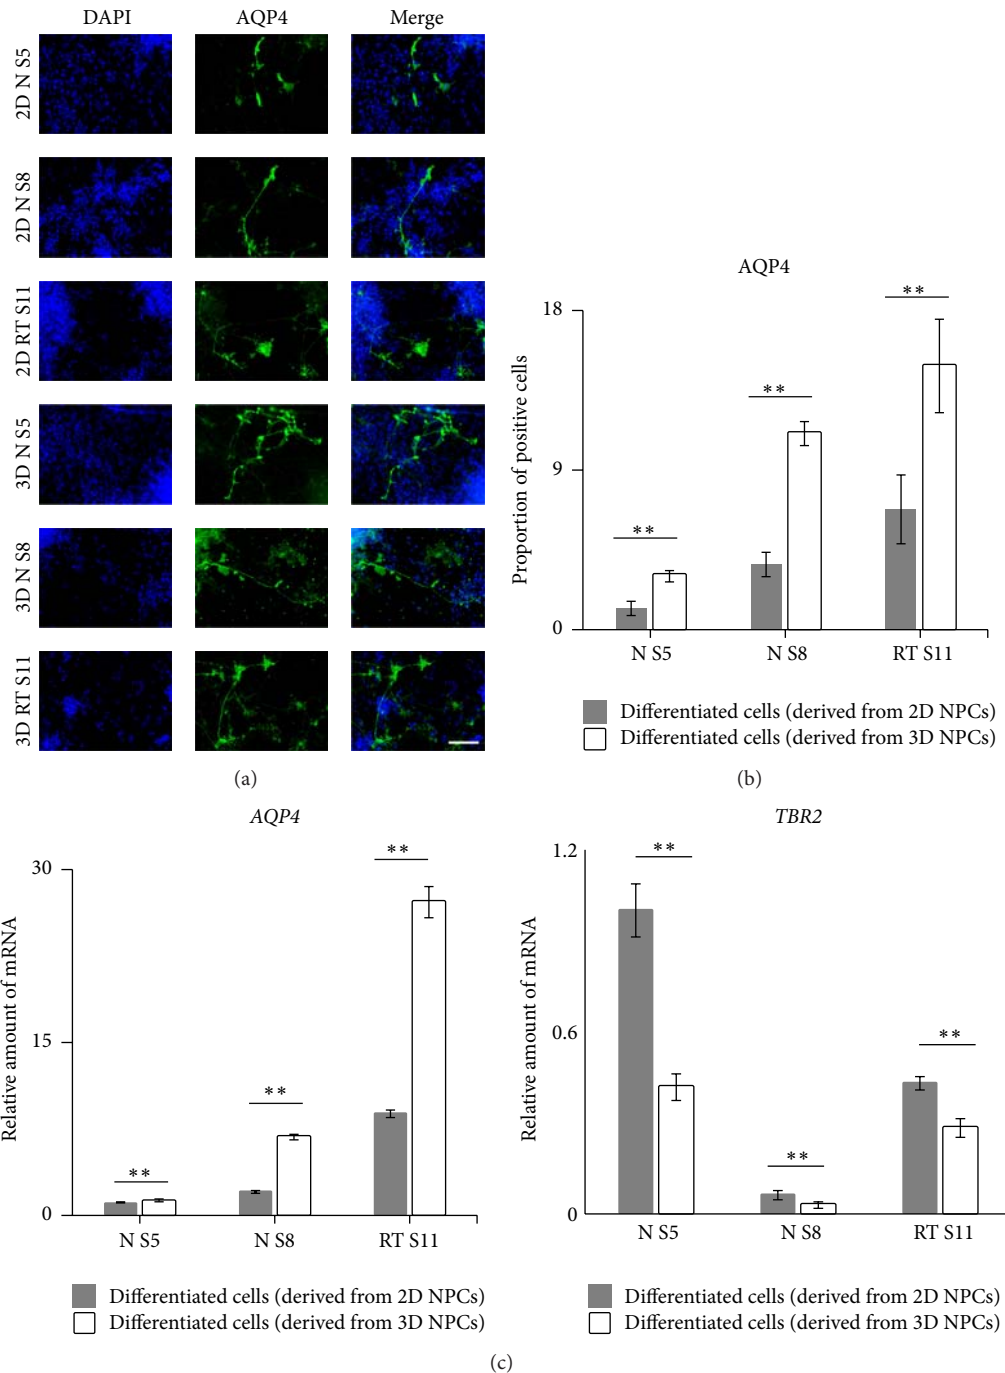 DAPI AQP4 Merge
2D N S5
2D N S8
2D RT S11
3D N S5
3D N S8
3D RT S11
(a)
AQP4
Proportion of positive cells
18
9
0
** ** **
N S5 N S8 RT S11
Differentiated cells (derived from 2D NPCs)
Differentiated cells (derived from 3D NPCs)
(b)
AQP4
Relative amount of mRNA
30
15
0
** ** **
N S5 N S8 RT S11
Differentiated cells (derived from 2D NPCs)
Differentiated cells (derived from 3D NPCs)
TBR2
Relative amount of mRNA
1.2
0.6
0
** ** **
N S5 N S8 RT S11
Differentiated cells (derived from 2D NPCs)
Differentiated cells (derived from 3D NPCs)
(c)